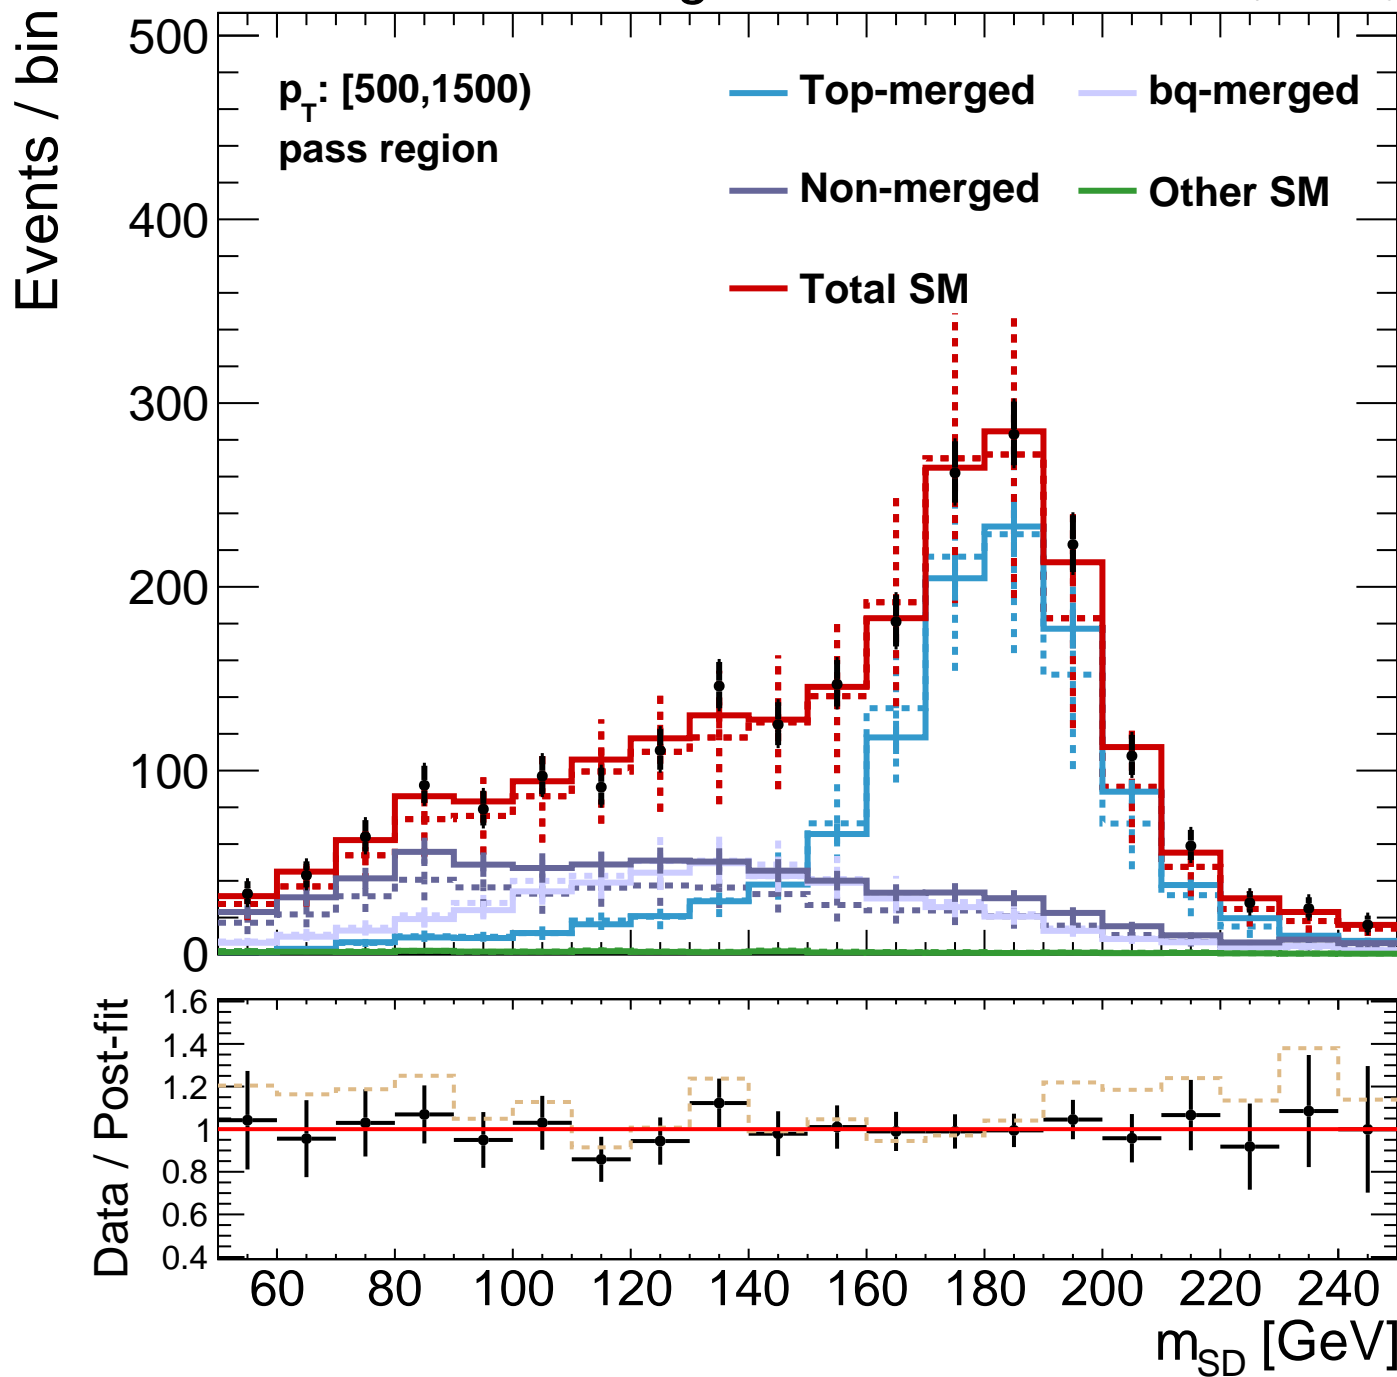 Events / bin
500
400
300
200
100
0
p_T: [500,1500)
pass region
Top-merged
bq-merged
Non-merged
Other SM
Total SM
Data / Post-fit
1.6
1.4
1.2
1
0.8
0.6
0.4
60 80 100 120 140 160 180 200 220 240
m_SD [GeV]